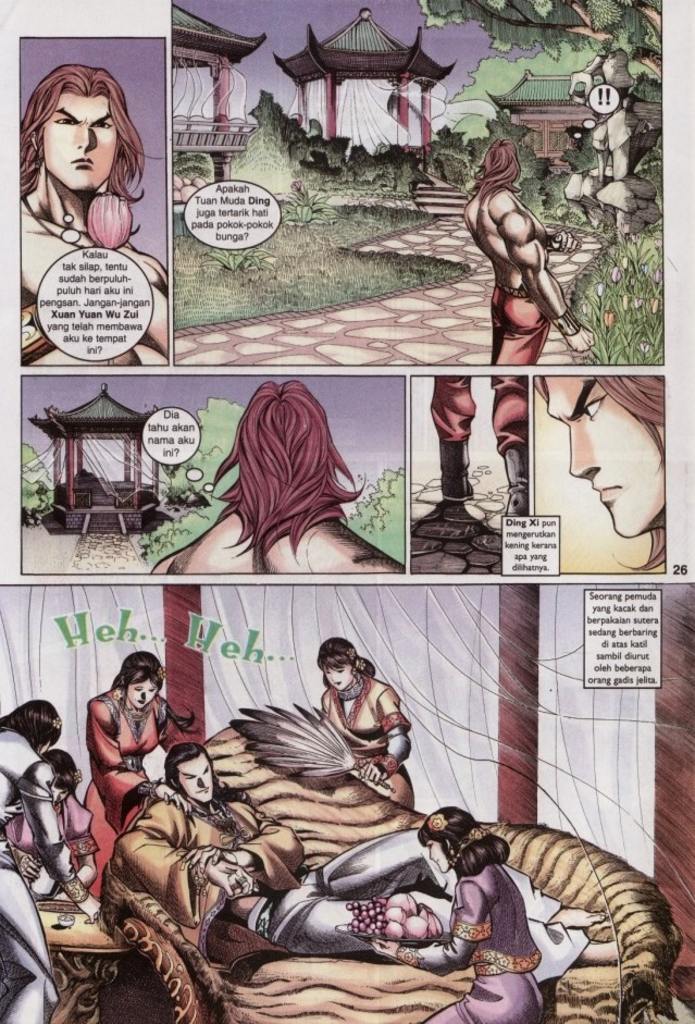 Kalau
tak silap, tentu
sudah berpuluh-
puluh hari aku ini
pengsan. Jangan-jangan
Xuan Yuan Wu Zui
yang telah membawa
aku ke tempat
ini?
Apakah
Tuan Muda Ding
juga tertarik hati
pada pokok-pokok
bunga?
!!
Dia
tahu akan
nama aku
ini?
Ding Xi pun
mengerutkan
kening kerana
apa yang
dilihatnya.
26
Heh... Heh...
Seorang pemuda
yang kacak dan
berpakaian sutera
sedang berbaring
di atas katil
sambil diurut
oleh beberapa
orang gadis jelita.